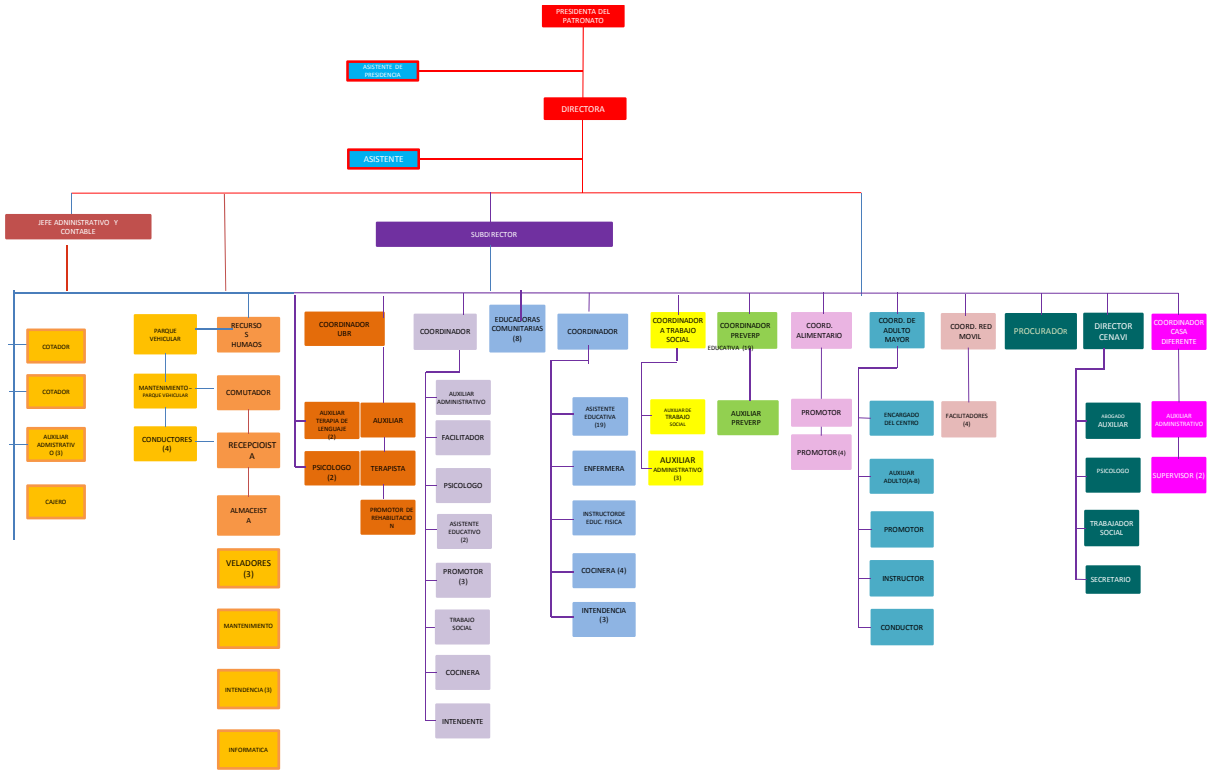 PRESIDENTA DEL
PATRONATO
ASISTENTE DE
PRESIDENCIA
DIRECTORA
ASISTENTE
JEFE ADNINISTRATIVO Y
CONTABLE
SUBDIRECTOR
COTADOR
COTADOR
AUXILIAR
ADMISTRATIV
O (3)
CAJERO
PARQUE
VEHICULAR
MANTENIMIENTO –
PARQUE VEHICULAR
CONDUCTORES
(4)
RECURSO
S
HUMAOS
COMUTADOR
RECEPCIOIST
A
ALMACEIST
A
VELADORES
(3)
MANTENIMIENTO
INTENDENCIA (3)
INFORMATICA
COORDINADOR
UBR
AUXILIAR
TERAPIA DE
LENGUAJE
(2)
PSICOLOGO
(2)
AUXILIAR
TERAPISTA
PROMOTOR DE
REHABIUTACIO
N
COORDINADOR
AUXILIAR
ADMINISTRATIVO
FACILITADOR
PSICOLOGO
ASISTENTE
EDUCATIVO
(2)
PROMOTOR
(3)
TRABAJO
SOCIAL
COCINERA
INTENDENTE
EDUCADORAS
COMUNITARIAS
(8)
COORDINADOR
ASISTENTE
EDUCATIVA
(19)
ENFERMERA
INSTRUCTORDE
EDUC. FISICA
COCINERA (4)
INTENDENCIA
(3)
COORDINADOR
A TRABAJO
SOCIAL
AUXILIAR DE
TRABAJO
SOCIAL
AUXILIAR
ADMINISTRATIVO
(3)
COORDINADOR
PREVERP
EDUCATIVA (19)
AUXILIAR
PREVERP
COORD.
ALIMENTARIO
PROMOTOR
PROMOTOR (4)
COORD. DE
ADULTO
MAYOR
ENCARGADO
DEL CENTRO
AUXILIAR
ADULTO(A-B)
PROMOTOR
INSTRUCTOR
CONDUCTOR
COORD. RED
MOVIL
FACILITADORES
(4)
PROCURADOR
DIRECTOR
CENAVI
ABOGADO
AUXILIAR
PSICOLOGO
TRABAJADOR
SOCIAL
SECRETARIO
COORDINADOR
CASA
DIFERENTE
AUXILIAR
ADMINISTRATIVO
SUPERVISOR (2)